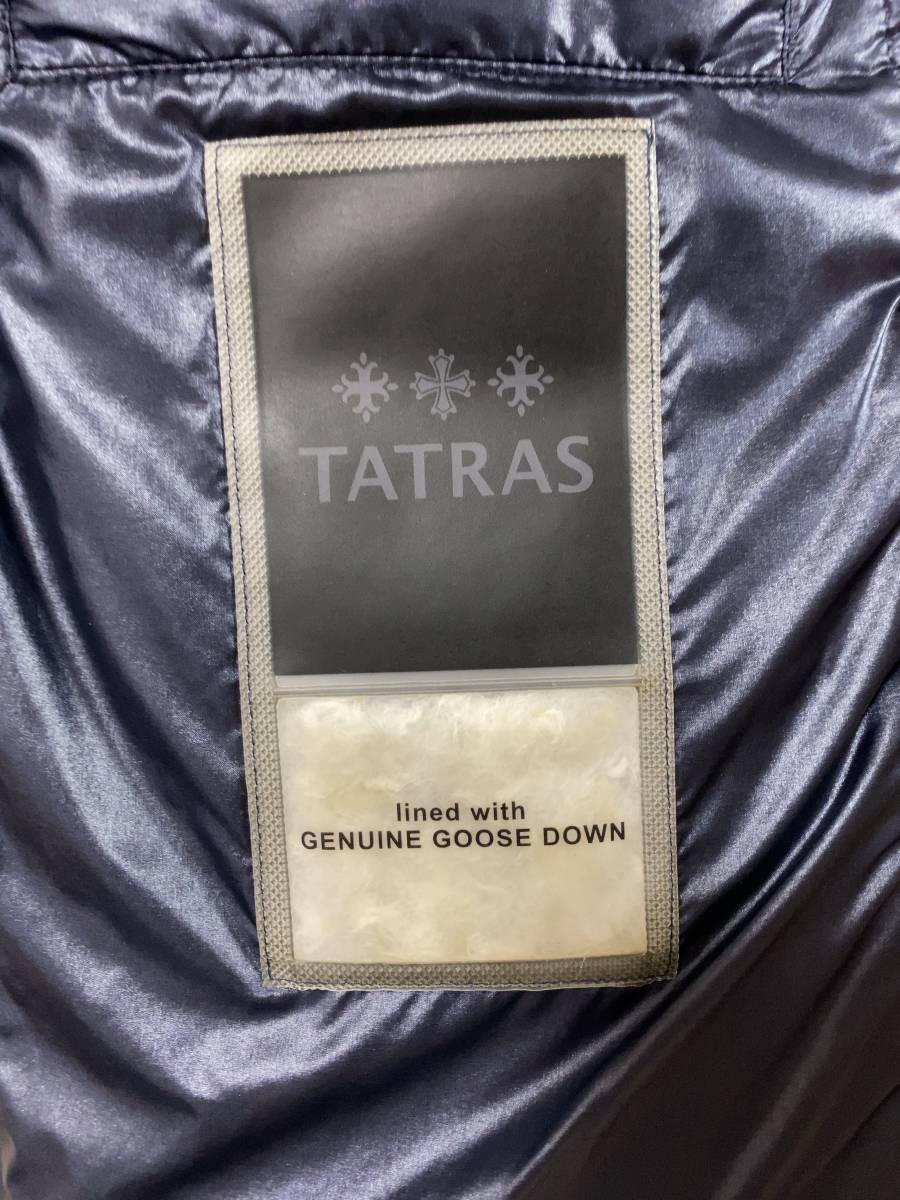 TATRAS
lined with
GENUINE GOOSE DOWN